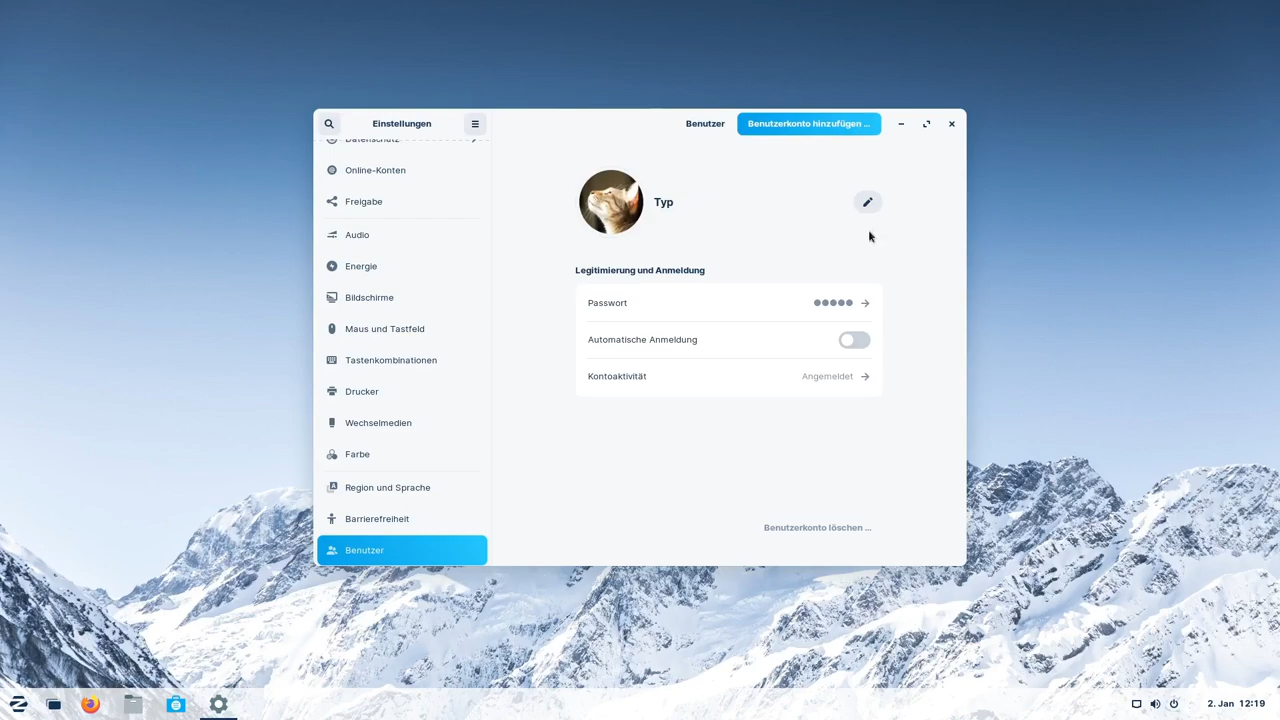 Einstellungen
Benutzer
Benutzerkonto hinzufügen ...
Datenschutz
Online-Konten
Freigabe
Audio
Energie
Bildschirme
Maus und Tastfeld
Tastenkombinationen
Drucker
Wechselmedien
Farbe
Region und Sprache
Barrierefreiheit
Benutzer
Typ
Legitimierung und Anmeldung
Passwort ●●●●●
Automatische Anmeldung
Kontoaktivität Angemeldet
Benutzerkonto löschen ...
2. Jan 12:19